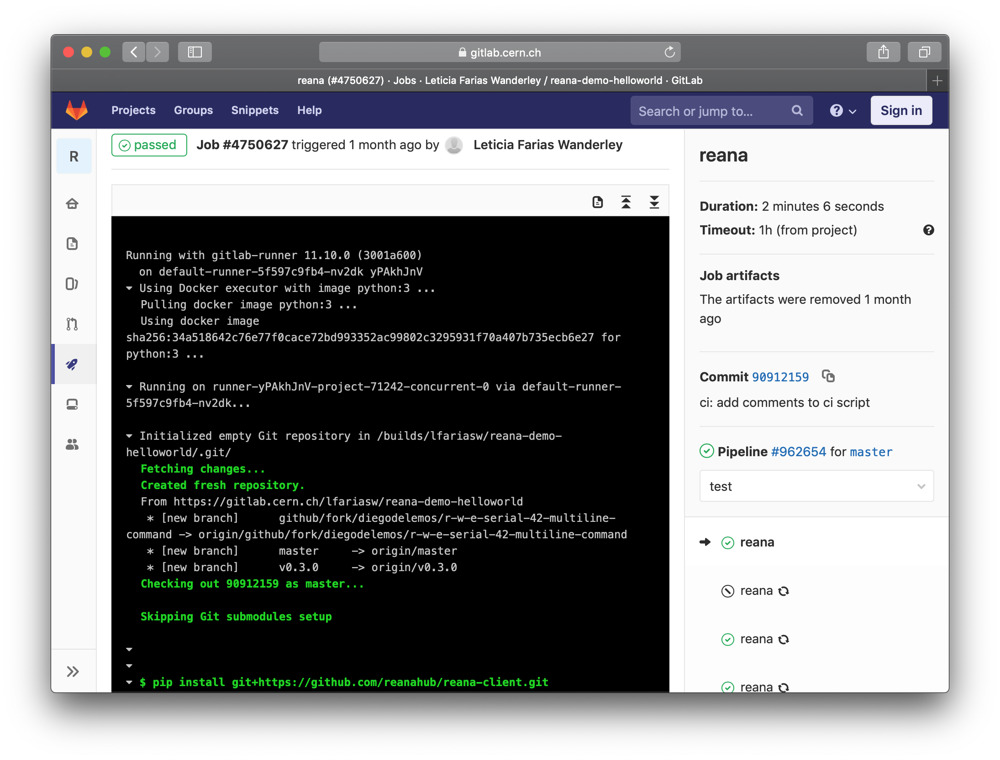 gitlab.cern.ch
reana (#4750627) · Jobs · Leticia Farias Wanderley / reana-demo-helloworld · GitLab
Projects Groups Snippets Help Search or jump to... Sign in
R
passed Job #4750627 triggered 1 month ago by Leticia Farias Wanderley
Running with gitlab-runner 11.10.0 (3001a600)
on default-runner-5f597c9fb4-nv2dk yPAkhJnV
Using Docker executor with image python:3 ...
Pulling docker image python:3 ...
Using docker image
sha256:34a518642c76e77f0cace72bd993352ac99802c3295931f70a407b735ecb6e27 for
python:3 ...
Running on runner-yPAkhJnV-project-71242-concurrent-0 via default-runner-
5f597c9fb4-nv2dk...
Initialized empty Git repository in /builds/lfariasw/reana-demo-
helloworld/.git/
Fetching changes...
Created fresh repository.
From https://gitlab.cern.ch/lfariasw/reana-demo-helloworld
* [new branch] github/fork/diegodelemos/r-w-e-serial-42-multiline-
command -> origin/github/fork/diegodelemos/r-w-e-serial-42-multiline-command
* [new branch] master -> origin/master
* [new branch] v0.3.0 -> origin/v0.3.0
Checking out 90912159 as master...
Skipping Git submodules setup
$ pip install git+https://github.com/reanahub/reana-client.git
reana
Duration: 2 minutes 6 seconds
Timeout: 1h (from project)
Job artifacts
The artifacts were removed 1 month
ago
Commit 90912159
ci: add comments to ci script
Pipeline #962654 for master
test
reana
reana
reana
reana